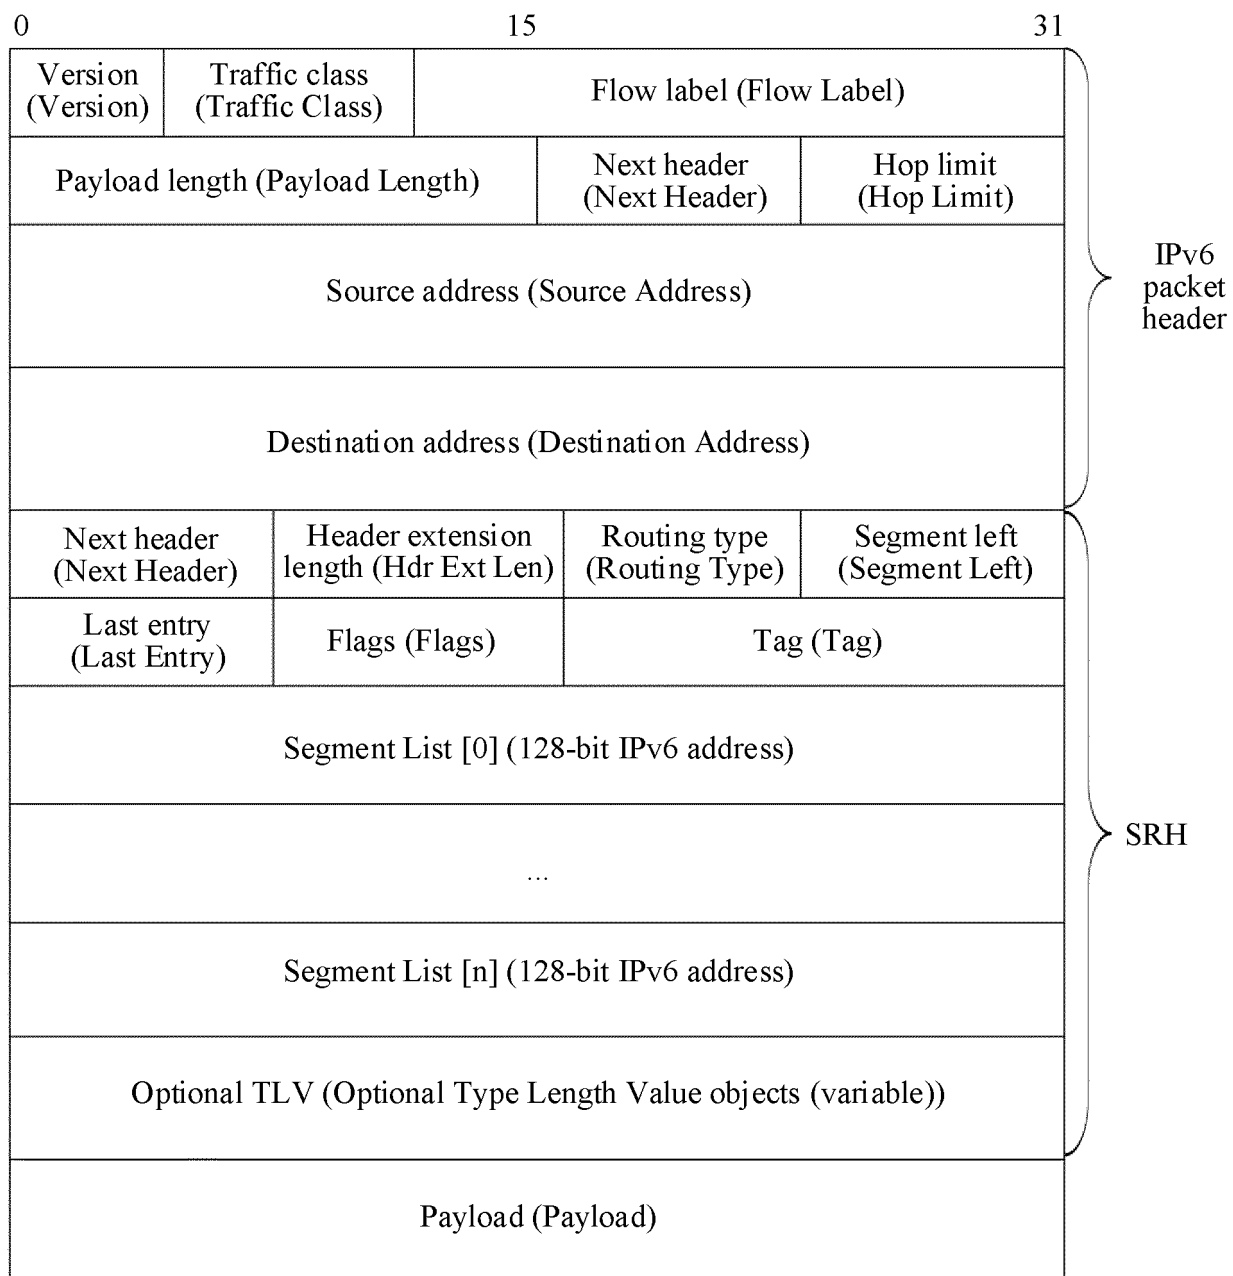 0 15 31
Version
(Version)
Traffic class
(Traffic Class)
Flow label (Flow Label)
Payload length (Payload Length)
Next header
(Next Header)
Hop limit
(Hop Limit)
Source address (Source Address)
Destination address (Destination Address)
IPv6
packet
header
Next header
(Next Header)
Header extension
length (Hdr Ext Len)
Routing type
(Routing Type)
Segment left
(Segment Left)
Last entry
(Last Entry)
Flags (Flags)
Tag (Tag)
Segment List [0] (128-bit IPv6 address)
...
Segment List [n] (128-bit IPv6 address)
Optional TLV (Optional Type Length Value objects (variable))
SRH
Payload (Payload)